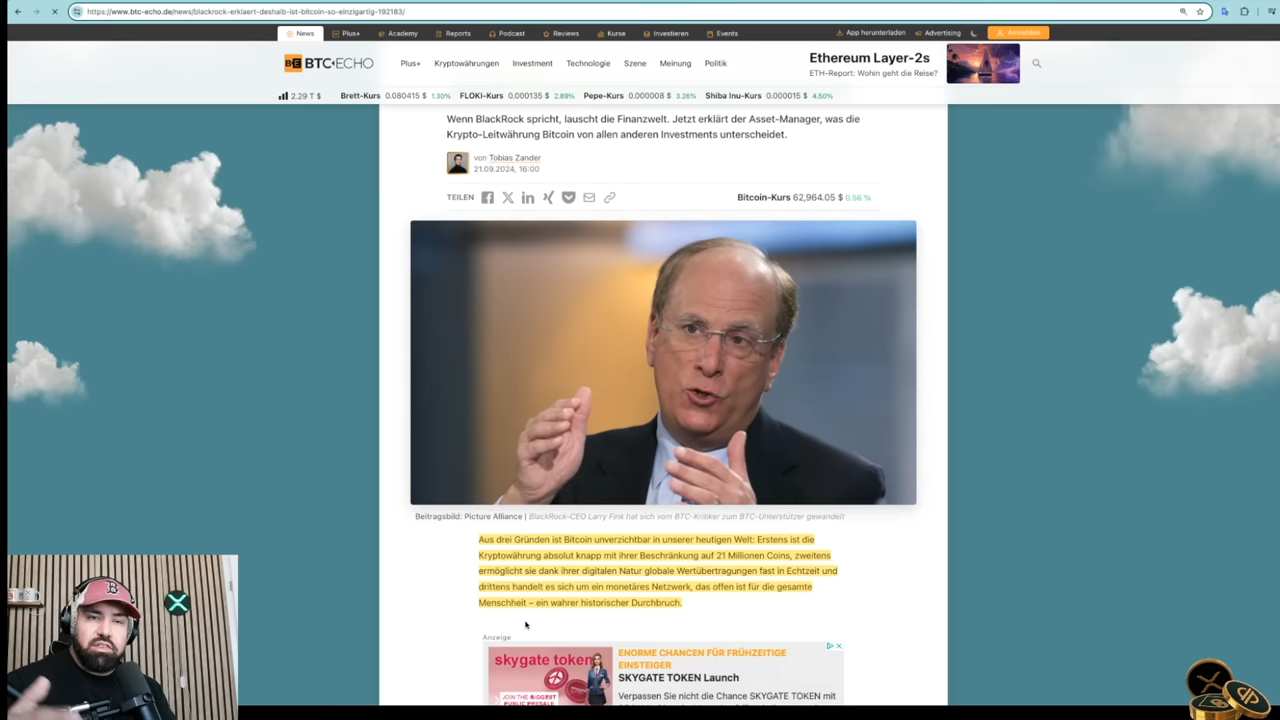 https://www.btc-echo.de/news/blackrock-erklaert-deshalb-ist-bitcoin-so-einzigartig-192183/
News Plus+ Academy Reports Podcast Reviews Kurse Investieren Events App herunterladen Advertising Anmelden
BTC-ECHO Plus+ Kryptowährungen Investment Technologie Szene Meinung Politik
Ethereum Layer-2s
ETH-Report: Wohin geht die Reise?
2.29 T $ Brett-Kurs 0.080415 $ 1.30% FLOKI-Kurs 0.000135 $ 2.89% Pepe-Kurs 0.000008 $ 3.26% Shiba Inu-Kurs 0.000015 $ 4.50%
Wenn BlackRock spricht, lauscht die Finanzwelt. Jetzt erklärt der Asset-Manager, was die
Krypto-Leitwährung Bitcoin von allen anderen Investments unterscheidet.
von Tobias Zander
21.09.2024, 16:00
TEILEN Bitcoin-Kurs 62,964.05 $ 0.56 %
Beitragsbild: Picture Alliance | BlackRock-CEO Larry Fink hat sich vom BTC-Kritiker zum BTC-Unterstützer gewandelt
Aus drei Gründen ist Bitcoin unverzichtbar in unserer heutigen Welt: Erstens ist die
Kryptowährung absolut knapp mit ihrer Beschränkung auf 21 Millionen Coins, zweitens
ermöglicht sie dank ihrer digitalen Natur globale Wertübertragungen fast in Echtzeit und
drittens handelt es sich um ein monetäres Netzwerk, das offen ist für die gesamte
Menschheit – ein wahrer historischer Durchbruch.
Anzeige
skygate token
JOIN THE BIGGEST
PUBLIC PRESALE
ENORME CHANCEN FÜR FRÜHZEITIGE
EINSTEIGER
SKYGATE TOKEN Launch
Verpassen Sie nicht die Chance SKYGATE TOKEN mit